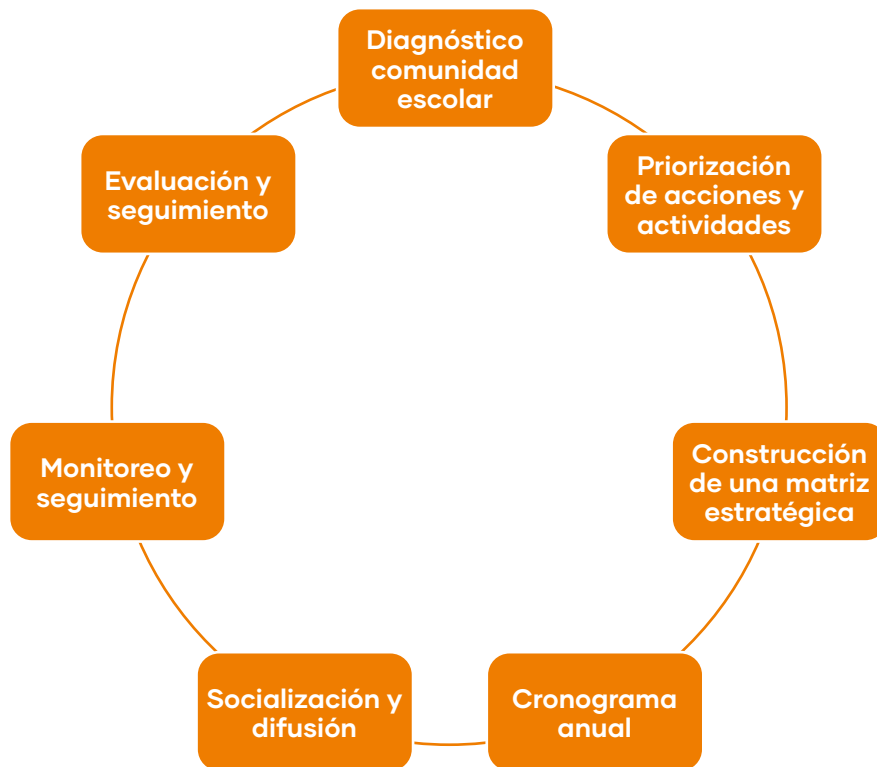 Diagnóstico
comunidad
escolar
Priorización
de acciones y
actividades
Construcción
de una matriz
estratégica
Cronograma
anual
Socialización y
difusión
Monitoreo y
seguimiento
Evaluación y
seguimiento